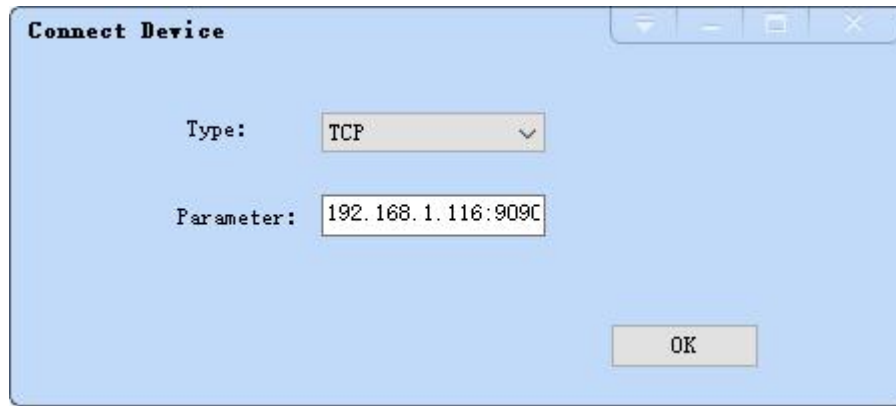 Connect Device
Type:
TCP
Parameter:
192.168.1.116:9090
OK